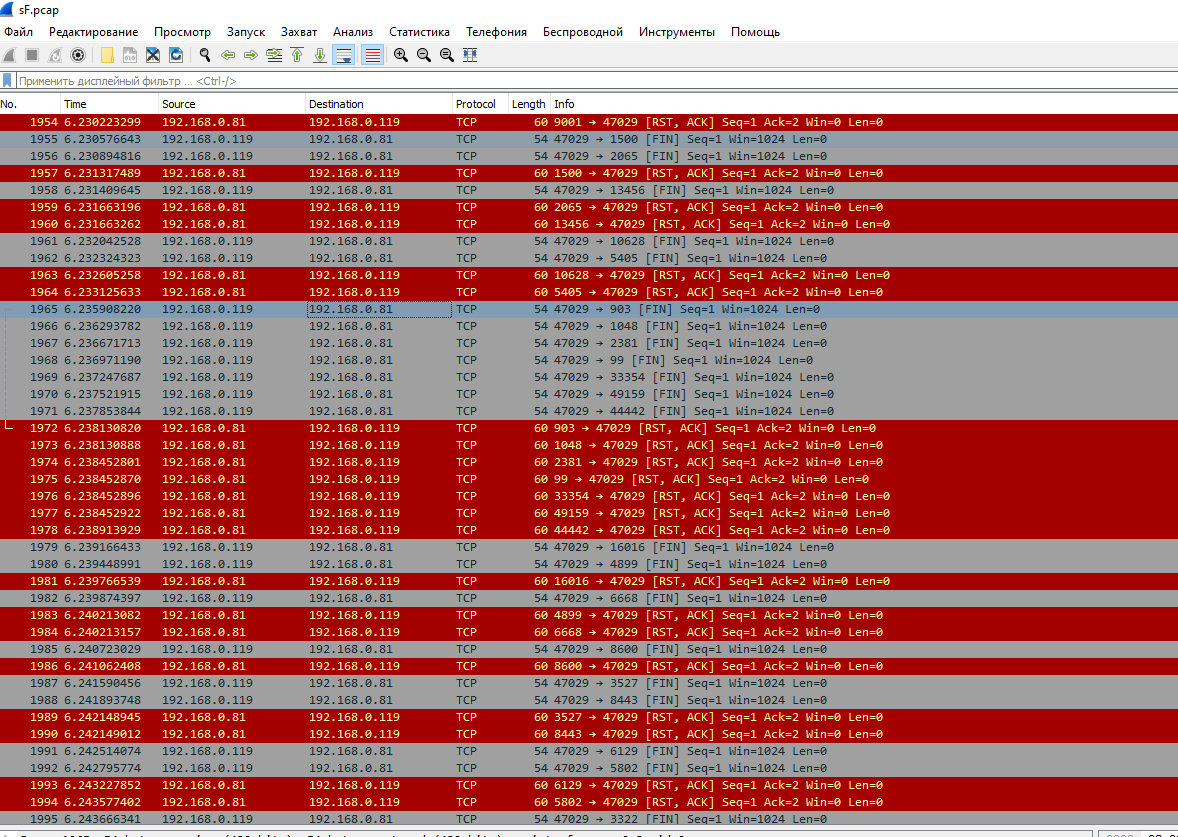 sF.pcap
Файл Редактирование Просмотр Запуск Захват Анализ Статистика Телефония Беспроводной Инструменты Помощь
Применить дисплейный фильтр ... <Ctrl-/>
No. Time Source Destination Protocol Length Info
1954 6.230223299 192.168.0.81 192.168.0.119 TCP 60 9001 → 47029 [RST, ACK] Seq=1 Ack=2 Win=0 Len=0
1955 6.230576643 192.168.0.119 192.168.0.81 TCP 54 47029 → 1500 [FIN] Seq=1 Win=1024 Len=0
1956 6.230894816 192.168.0.119 192.168.0.81 TCP 54 47029 → 2065 [FIN] Seq=1 Win=1024 Len=0
1957 6.231317489 192.168.0.81 192.168.0.119 TCP 60 1500 → 47029 [RST, ACK] Seq=1 Ack=2 Win=0 Len=0
1958 6.231409645 192.168.0.119 192.168.0.81 TCP 54 47029 → 13456 [FIN] Seq=1 Win=1024 Len=0
1959 6.231663196 192.168.0.81 192.168.0.119 TCP 60 2065 → 47029 [RST, ACK] Seq=1 Ack=2 Win=0 Len=0
1960 6.231663262 192.168.0.81 192.168.0.119 TCP 60 13456 → 47029 [RST, ACK] Seq=1 Ack=2 Win=0 Len=0
1961 6.232042528 192.168.0.119 192.168.0.81 TCP 54 47029 → 10628 [FIN] Seq=1 Win=1024 Len=0
1962 6.232324323 192.168.0.119 192.168.0.81 TCP 54 47029 → 5405 [FIN] Seq=1 Win=1024 Len=0
1963 6.232605258 192.168.0.81 192.168.0.119 TCP 60 10628 → 47029 [RST, ACK] Seq=1 Ack=2 Win=0 Len=0
1964 6.233125633 192.168.0.81 192.168.0.119 TCP 60 5405 → 47029 [RST, ACK] Seq=1 Ack=2 Win=0 Len=0
1965 6.235908220 192.168.0.119 192.168.0.81 TCP 54 47029 → 903 [FIN] Seq=1 Win=1024 Len=0
1966 6.236293782 192.168.0.119 192.168.0.81 TCP 54 47029 → 1048 [FIN] Seq=1 Win=1024 Len=0
1967 6.236671713 192.168.0.119 192.168.0.81 TCP 54 47029 → 2381 [FIN] Seq=1 Win=1024 Len=0
1968 6.236971190 192.168.0.119 192.168.0.81 TCP 54 47029 → 99 [FIN] Seq=1 Win=1024 Len=0
1969 6.237247687 192.168.0.119 192.168.0.81 TCP 54 47029 → 33354 [FIN] Seq=1 Win=1024 Len=0
1970 6.237521915 192.168.0.119 192.168.0.81 TCP 54 47029 → 49159 [FIN] Seq=1 Win=1024 Len=0
1971 6.237853844 192.168.0.119 192.168.0.81 TCP 54 47029 → 44442 [FIN] Seq=1 Win=1024 Len=0
1972 6.238130820 192.168.0.81 192.168.0.119 TCP 60 903 → 47029 [RST, ACK] Seq=1 Ack=2 Win=0 Len=0
1973 6.238130888 192.168.0.81 192.168.0.119 TCP 60 1048 → 47029 [RST, ACK] Seq=1 Ack=2 Win=0 Len=0
1974 6.238452801 192.168.0.81 192.168.0.119 TCP 60 2381 → 47029 [RST, ACK] Seq=1 Ack=2 Win=0 Len=0
1975 6.238452870 192.168.0.81 192.168.0.119 TCP 60 99 → 47029 [RST, ACK] Seq=1 Ack=2 Win=0 Len=0
1976 6.238452896 192.168.0.81 192.168.0.119 TCP 60 33354 → 47029 [RST, ACK] Seq=1 Ack=2 Win=0 Len=0
1977 6.238452922 192.168.0.81 192.168.0.119 TCP 60 49159 → 47029 [RST, ACK] Seq=1 Ack=2 Win=0 Len=0
1978 6.238913929 192.168.0.81 192.168.0.119 TCP 60 44442 → 47029 [RST, ACK] Seq=1 Ack=2 Win=0 Len=0
1979 6.239166433 192.168.0.119 192.168.0.81 TCP 54 47029 → 16016 [FIN] Seq=1 Win=1024 Len=0
1980 6.239448991 192.168.0.119 192.168.0.81 TCP 54 47029 → 4899 [FIN] Seq=1 Win=1024 Len=0
1981 6.239766539 192.168.0.81 192.168.0.119 TCP 60 16016 → 47029 [RST, ACK] Seq=1 Ack=2 Win=0 Len=0
1982 6.239874397 192.168.0.119 192.168.0.81 TCP 54 47029 → 6668 [FIN] Seq=1 Win=1024 Len=0
1983 6.240213082 192.168.0.81 192.168.0.119 TCP 60 4899 → 47029 [RST, ACK] Seq=1 Ack=2 Win=0 Len=0
1984 6.240213157 192.168.0.81 192.168.0.119 TCP 60 6668 → 47029 [RST, ACK] Seq=1 Ack=2 Win=0 Len=0
1985 6.240723029 192.168.0.119 192.168.0.81 TCP 54 47029 → 8600 [FIN] Seq=1 Win=1024 Len=0
1986 6.241062408 192.168.0.81 192.168.0.119 TCP 60 8600 → 47029 [RST, ACK] Seq=1 Ack=2 Win=0 Len=0
1987 6.241590456 192.168.0.119 192.168.0.81 TCP 54 47029 → 3527 [FIN] Seq=1 Win=1024 Len=0
1988 6.241893748 192.168.0.119 192.168.0.81 TCP 54 47029 → 8443 [FIN] Seq=1 Win=1024 Len=0
1989 6.242148945 192.168.0.81 192.168.0.119 TCP 60 3527 → 47029 [RST, ACK] Seq=1 Ack=2 Win=0 Len=0
1990 6.242149012 192.168.0.81 192.168.0.119 TCP 60 8443 → 47029 [RST, ACK] Seq=1 Ack=2 Win=0 Len=0
1991 6.242514074 192.168.0.119 192.168.0.81 TCP 54 47029 → 6129 [FIN] Seq=1 Win=1024 Len=0
1992 6.242795774 192.168.0.119 192.168.0.81 TCP 54 47029 → 5802 [FIN] Seq=1 Win=1024 Len=0
1993 6.243227852 192.168.0.81 192.168.0.119 TCP 60 6129 → 47029 [RST, ACK] Seq=1 Ack=2 Win=0 Len=0
1994 6.243577402 192.168.0.81 192.168.0.119 TCP 60 5802 → 47029 [RST, ACK] Seq=1 Ack=2 Win=0 Len=0
1995 6.243666341 192.168.0.119 192.168.0.81 TCP 54 47029 → 3322 [FIN] Seq=1 Win=1024 Len=0